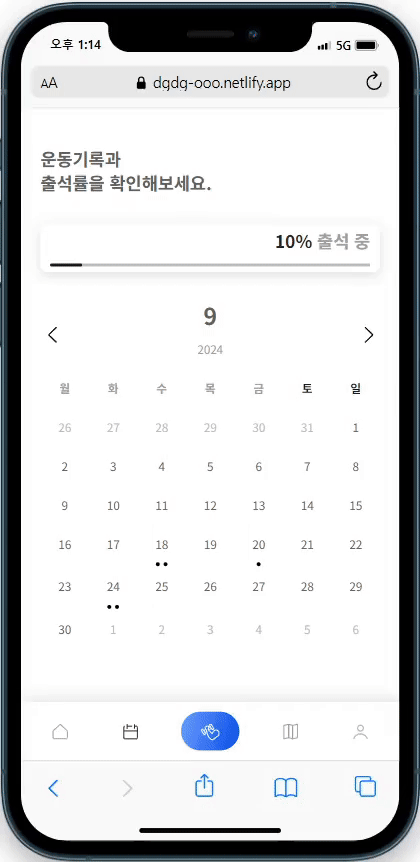 오후 1:14
5G
AA dgdg-ooo.netlify.app
운동기록과
출석률을 확인해보세요.
10% 출석 중
9
2024
월 화 수 목 금 토 일
26 27 28 29 30 31 1
2 3 4 5 6 7 8
9 10 11 12 13 14 15
16 17 18 19 20 21 22
23 24 25 26 27 28 29
30 1 2 3 4 5 6